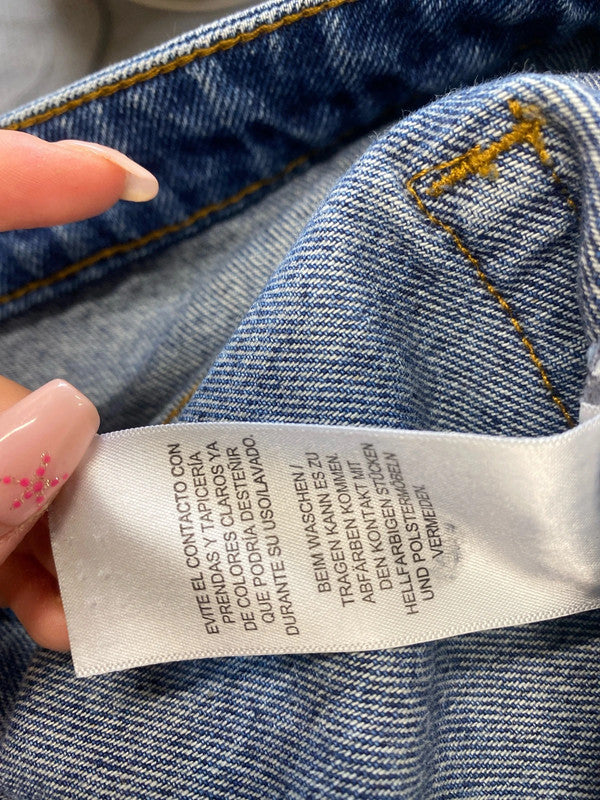 EVITE EL CONTACTO CON
PRENDAS Y TAPICERÍA
DE COLORES CLAROS YA
QUE PODRÍA DESTEÑIR
DURANTE SU USO/LAVADO.
BEIM WASCHEN /
TRAGEN KANN ES ZU
ABFÄRBEN KOMMEN.
DEN KONTAKT MIT
HELLFARBIGEN STÜCKEN
UND POLSTERMÖBELN
VERMEIDEN.